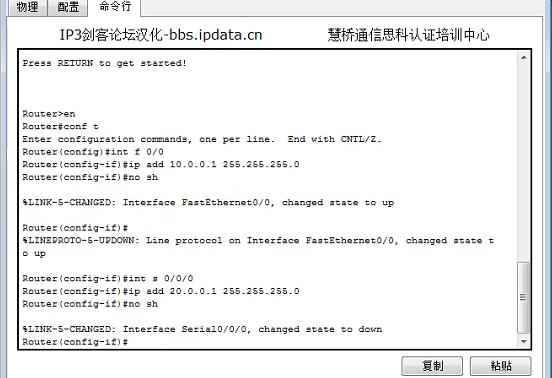 物理 配置 命令行
IP3剑客论坛汉化-bbs.ipdata.cn 慧桥通信思科认证培训中心
Press RETURN to get started!
Router>en
Router#conf t
Enter configuration commands, one per line.  End with CNTL/Z.
Router(config)#int f 0/0
Router(config-if)#ip add 10.0.0.1 255.255.255.0
Router(config-if)#no sh
%LINK-5-CHANGED: Interface FastEthernet0/0, changed state to up
Router(config-if)#
%LINEPROTO-5-UPDOWN: Line protocol on Interface FastEthernet0/0, changed state t
o up
Router(config-if)#int s 0/0/0
Router(config-if)#ip add 20.0.0.1 255.255.255.0
Router(config-if)#no sh
%LINK-5-CHANGED: Interface Serial0/0/0, changed state to down
Router(config-if)#
复制 粘贴